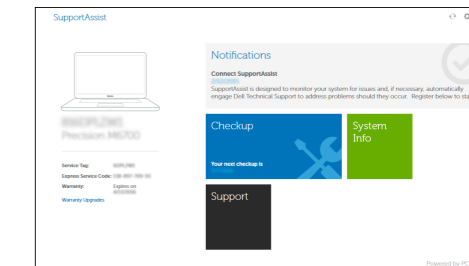 SupportAssist
Precision M6700
Service Tag:
Express Service Code:
Warranty: Expires on
Warranty Upgrades
Notifications
Connect SupportAssist
SupportAssist is designed to monitor your system for issues and, if necessary, automatically
engage Dell Technical Support to address problems should they occur. Register below to sta
Checkup
Your next checkup is
System
Info
Support
Powered by PC